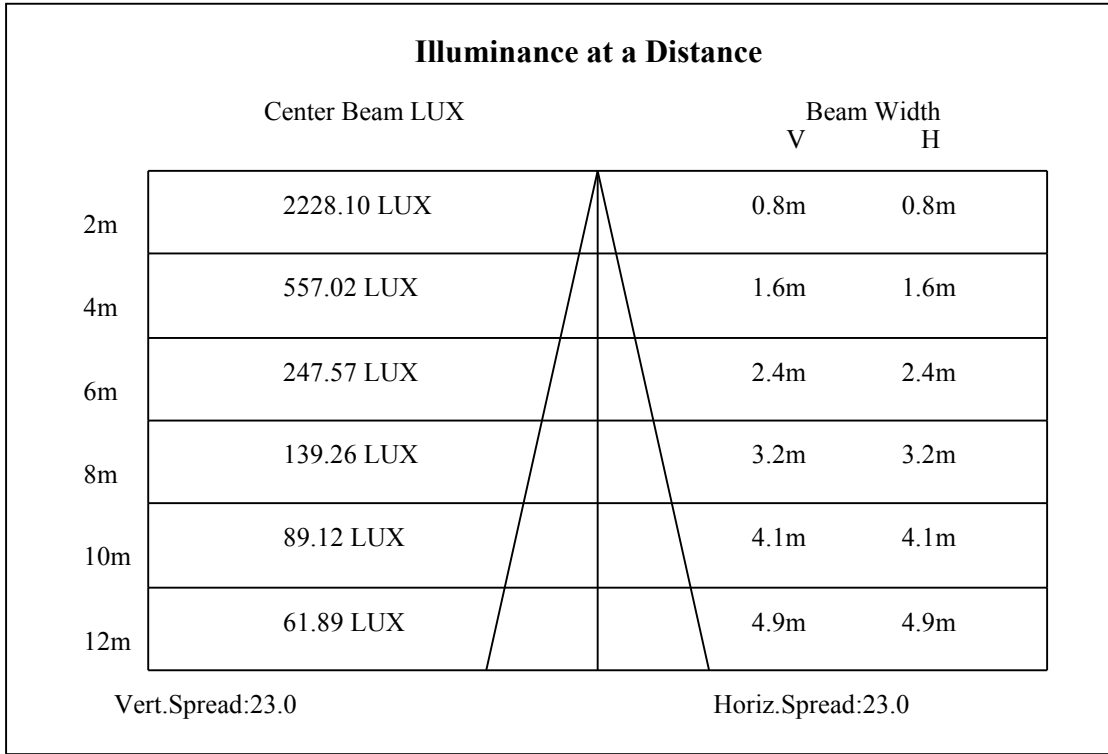 Illuminance at a Distance
Center Beam LUX Beam Width
V H
2m 2228.10 LUX 0.8m 0.8m
4m 557.02 LUX 1.6m 1.6m
6m 247.57 LUX 2.4m 2.4m
8m 139.26 LUX 3.2m 3.2m
10m 89.12 LUX 4.1m 4.1m
12m 61.89 LUX 4.9m 4.9m
Vert.Spread:23.0 Horiz.Spread:23.0